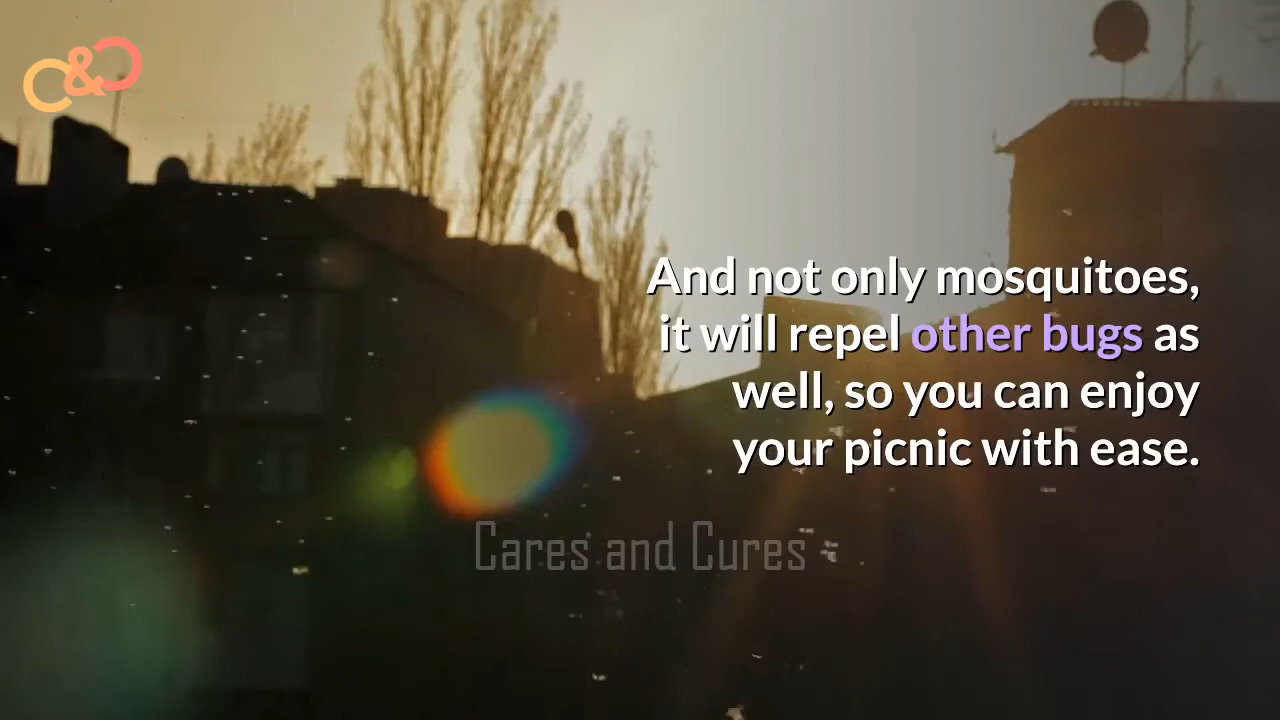 C&C
And not only mosquitoes,
it will repel other bugs as
well, so you can enjoy
your picnic with ease.
Cares and Cures